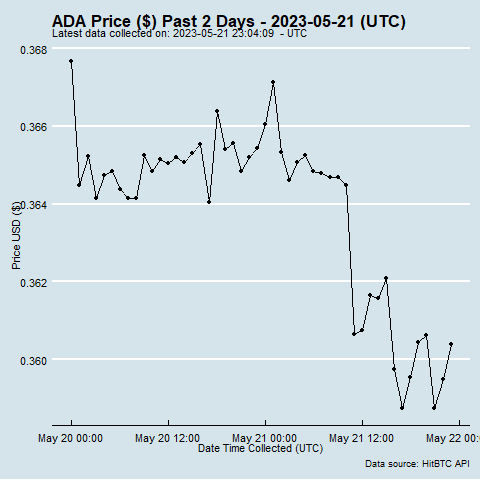 ADA Price ($) Past 2 Days - 2023-05-21 (UTC)
Latest data collected on: 2023-05-21 23:04:09 - UTC
0.368
0.366
0.364
0.362
0.360
Price USD ($)
May 20 00:00
May 20 12:00
May 21 00:00
May 21 12:00
May 22 00:0
Date Time Collected (UTC)
Data source: HitBTC API